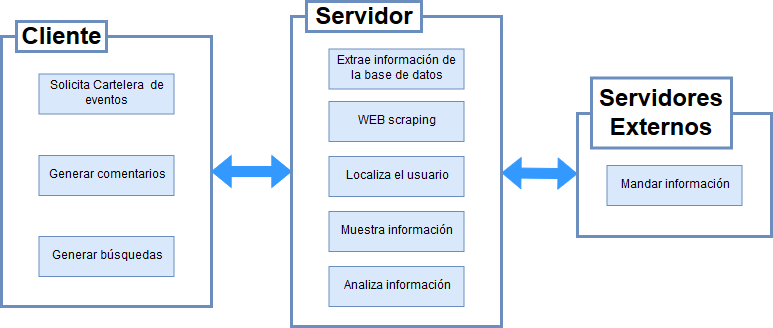 Cliente
Solicita Cartelera de
eventos
Generar comentarios
Generar búsquedas
Servidor
Extrae información de
la base de datos
WEB scraping
Localiza el usuario
Muestra información
Analiza información
Servidores
Externos
Mandar información